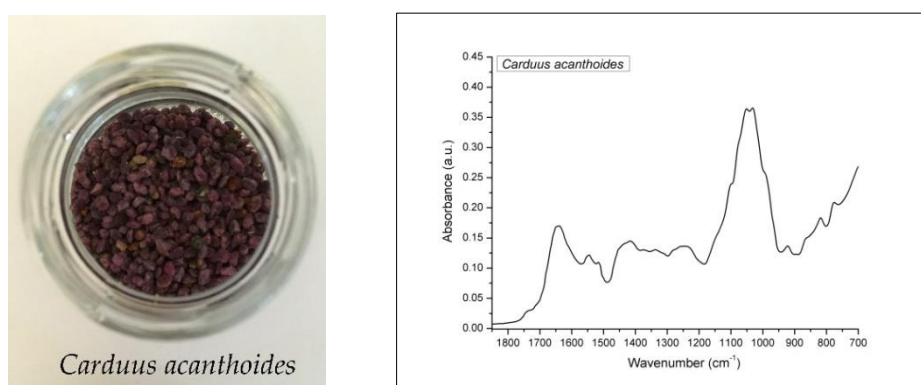 Carduus acanthoides
Carduus acanthoides
0.45
0.40
0.35
0.30
0.25
0.20
0.15
0.10
0.05
0.00
Absorbance (a.u.)
1800 1700 1600 1500 1400 1300 1200 1100 1000 900 800 700
Wavenumber (cm⁻¹)